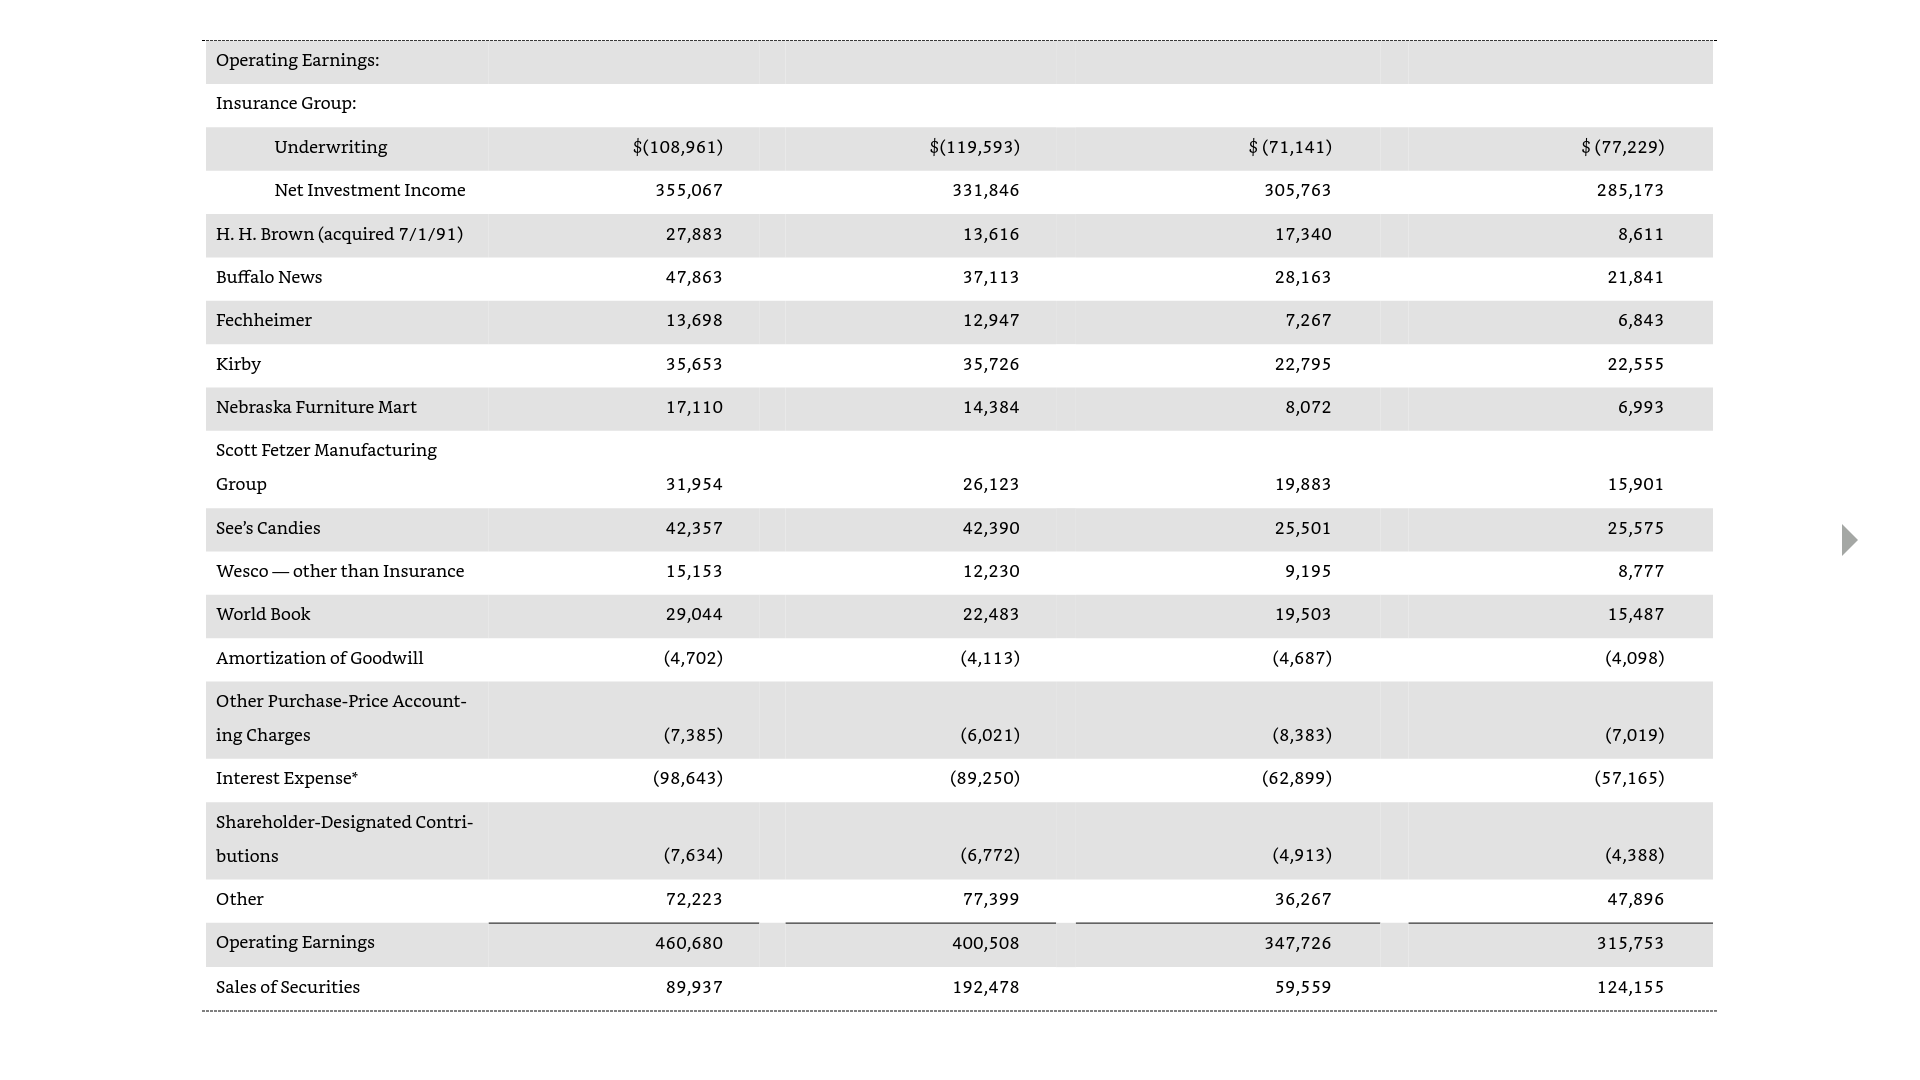 Operating Earnings:
Insurance Group:
Underwriting $(108,961) $(119,593) $ (71,141) $ (77,229)
Net Investment Income 355,067 331,846 305,763 285,173
H. H. Brown (acquired 7/1/91) 27,883 13,616 17,340 8,611
Buffalo News 47,863 37,113 28,163 21,841
Fechheimer 13,698 12,947 7,267 6,843
Kirby 35,653 35,726 22,795 22,555
Nebraska Furniture Mart 17,110 14,384 8,072 6,993
Scott Fetzer Manufacturing
Group 31,954 26,123 19,883 15,901
See’s Candies 42,357 42,390 25,501 25,575
Wesco — other than Insurance 15,153 12,230 9,195 8,777
World Book 29,044 22,483 19,503 15,487
Amortization of Goodwill (4,702) (4,113) (4,687) (4,098)
Other Purchase-Price Account-
ing Charges (7,385) (6,021) (8,383) (7,019)
Interest Expense* (98,643) (89,250) (62,899) (57,165)
Shareholder-Designated Contri-
butions (7,634) (6,772) (4,913) (4,388)
Other 72,223 77,399 36,267 47,896
Operating Earnings 460,680 400,508 347,726 315,753
Sales of Securities 89,937 192,478 59,559 124,155